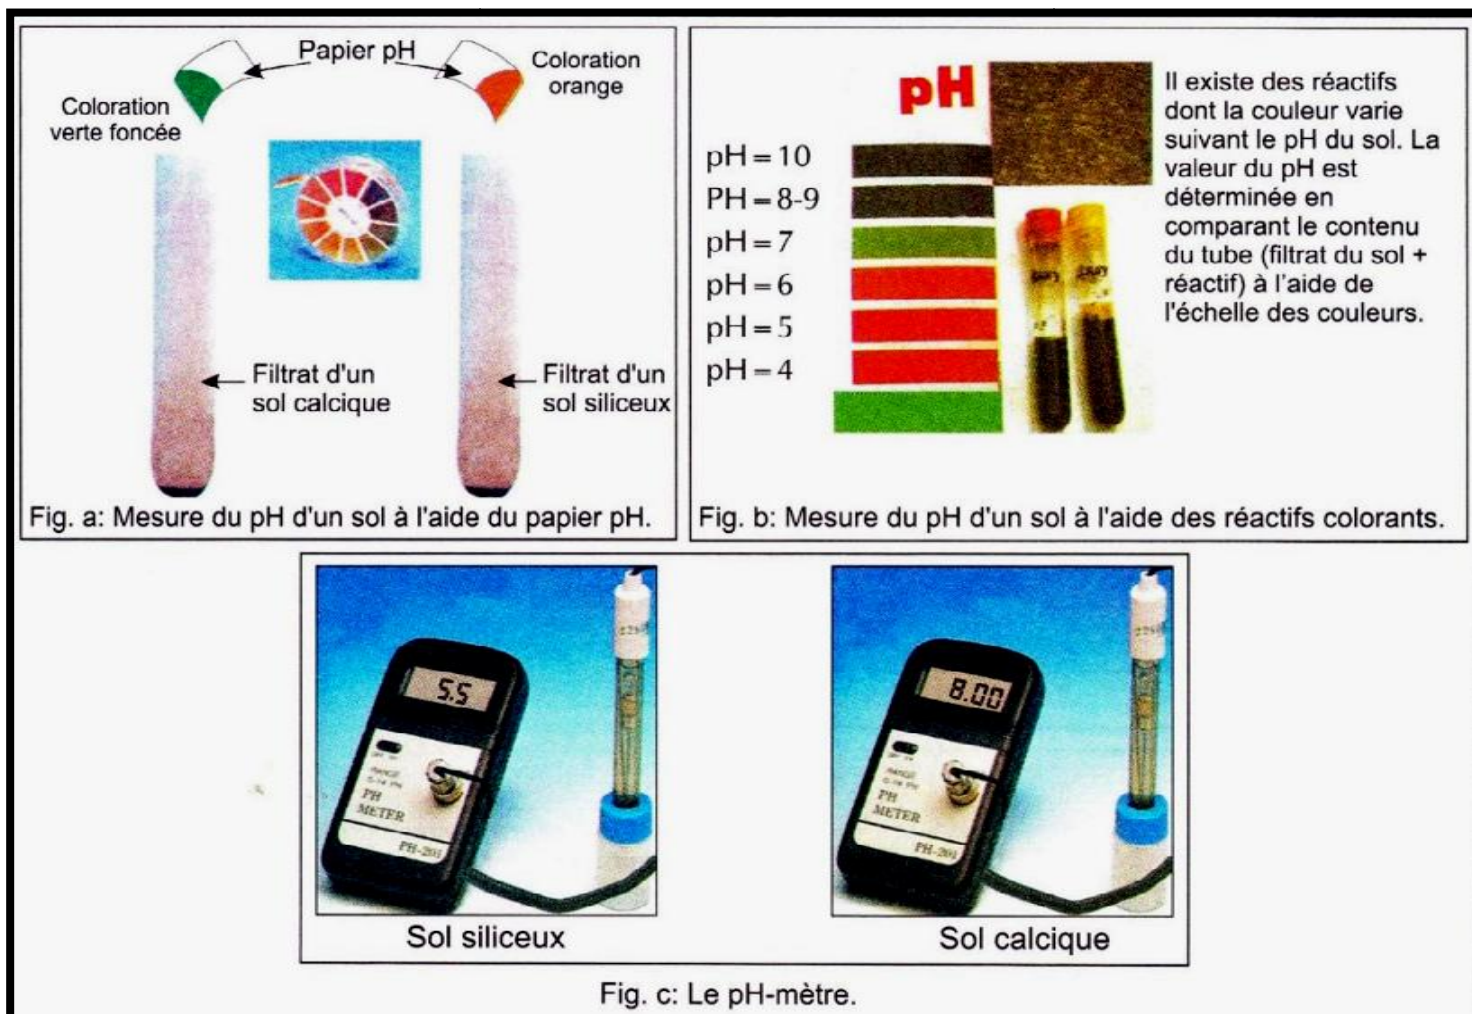 Papier pH
Coloration
verte foncée
Coloration
orange
Filtrat d'un
sol calcique
Filtrat d'un
sol siliceux
Fig. a: Mesure du pH d'un sol à l'aide du papier pH.
pH
pH = 10
PH = 8-9
pH = 7
pH = 6
pH = 5
pH = 4
Il existe des réactifs
dont la couleur varie
suivant le pH du sol. La
valeur du pH est
déterminée en
comparant le contenu
du tube (filtrat du sol +
réactif) à l'aide de
l'échelle des couleurs.
Fig. b: Mesure du pH d'un sol à l'aide des réactifs colorants.
5.5
RANGE
PH
METER
PH-201
Sol siliceux
8.00
RANGE
PH
METER
PH-201
Sol calcique
Fig. c: Le pH-mètre.